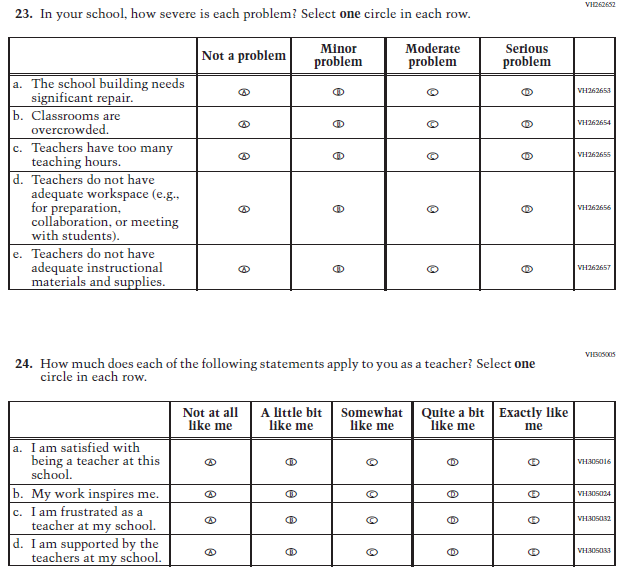 VH262652
23. In your school, how severe is each problem? Select one circle in each row.
Not a problem
Minor problem
Moderate problem
Serious problem
a. The school building needs
significant repair.
A B C D VH262653
b. Classrooms are
overcrowded.
A B C D VH262654
c. Teachers have too many
teaching hours.
A B C D VH262655
d. Teachers do not have
adequate workspace (e.g.,
for preparation,
collaboration, or meeting
with students).
A B C D VH262656
e. Teachers do not have
adequate instructional
materials and supplies.
A B C D VH262657
VH305005
24. How much does each of the following statements apply to you as a teacher? Select one
circle in each row.
Not at all like me
A little bit like me
Somewhat like me
Quite a bit like me
Exactly like me
a. I am satisfied with
being a teacher at this
school.
A B C D E VH305016
b. My work inspires me.
A B C D E VH305024
c. I am frustrated as a
teacher at my school.
A B C D E VH305032
d. I am supported by the
teachers at my school.
A B C D E VH305033